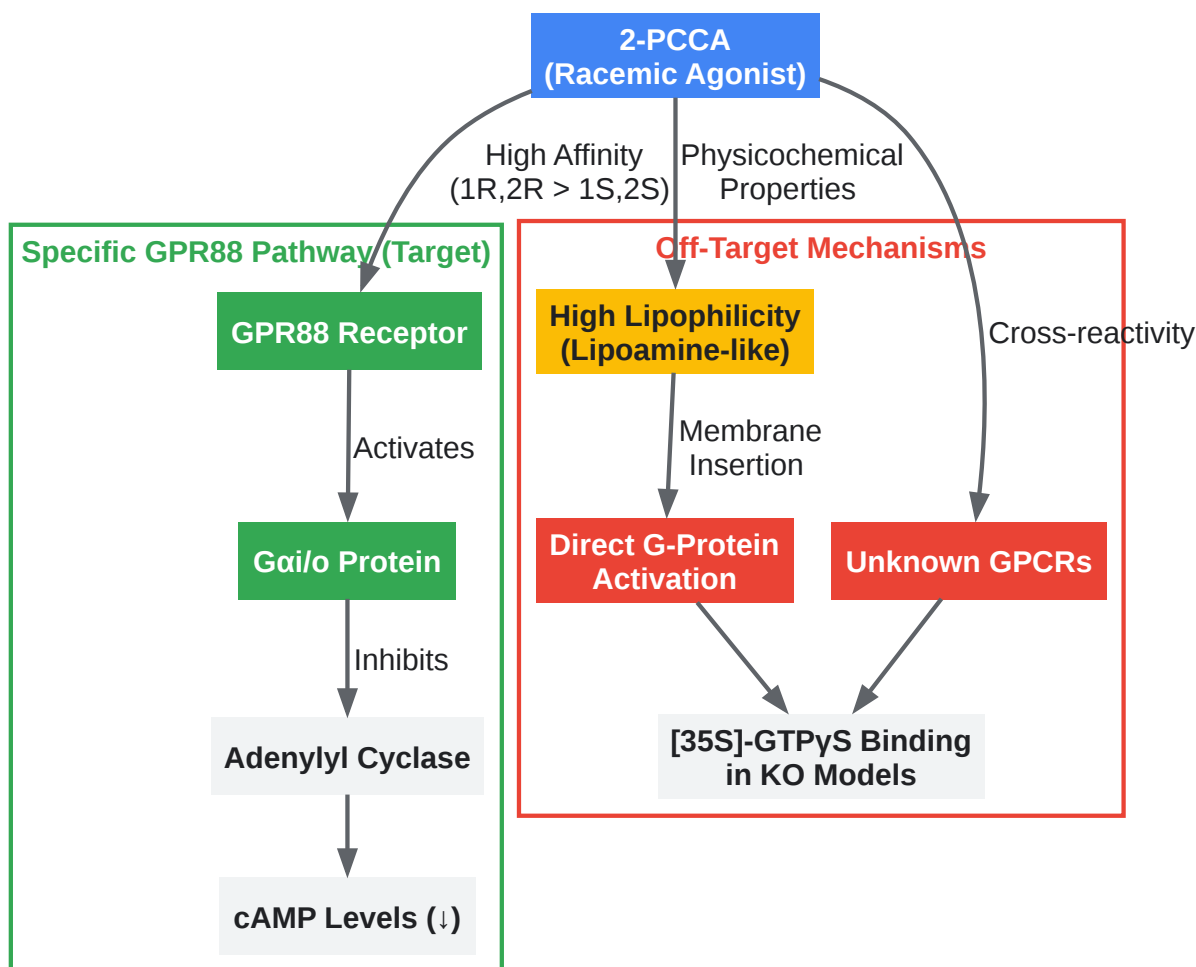 2-PCCA
(Racemic Agonist)
High Affinity
(1R,2R > 1S,2S)
Physicochemical
Properties
Specific GPR88 Pathway (Target)
Off-Target Mechanisms
GPR88 Receptor
High Lipophilicity
(Lipoamine-like)
Cross-reactivity
Activates
Membrane
Insertion
Gαi/o Protein
Direct G-Protein
Activation
Unknown GPCRs
Inhibits
Adenylyl Cyclase
[35S]-GTPγS Binding
in KO Models
cAMP Levels (↓)